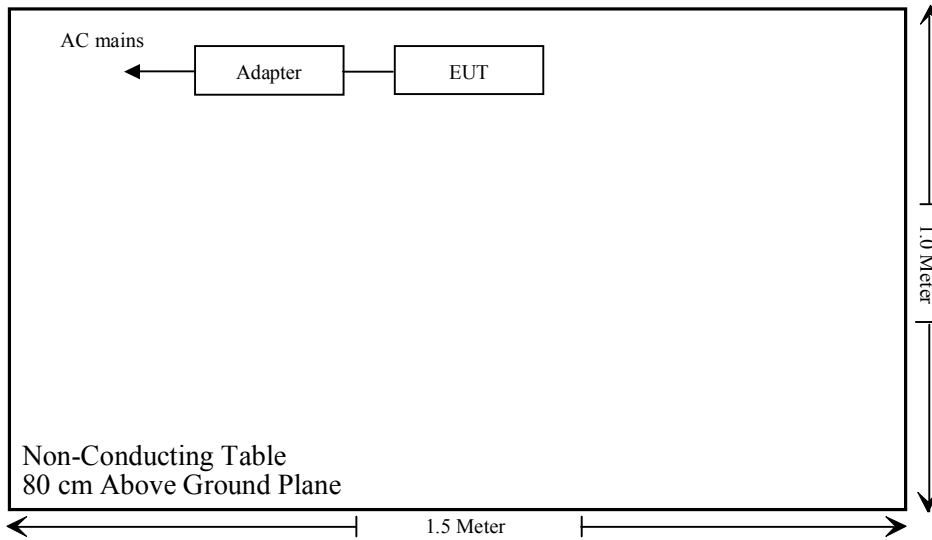 AC mains
Adapter
EUT
1.0 Meter
Non-Conducting Table
80 cm Above Ground Plane
1.5 Meter